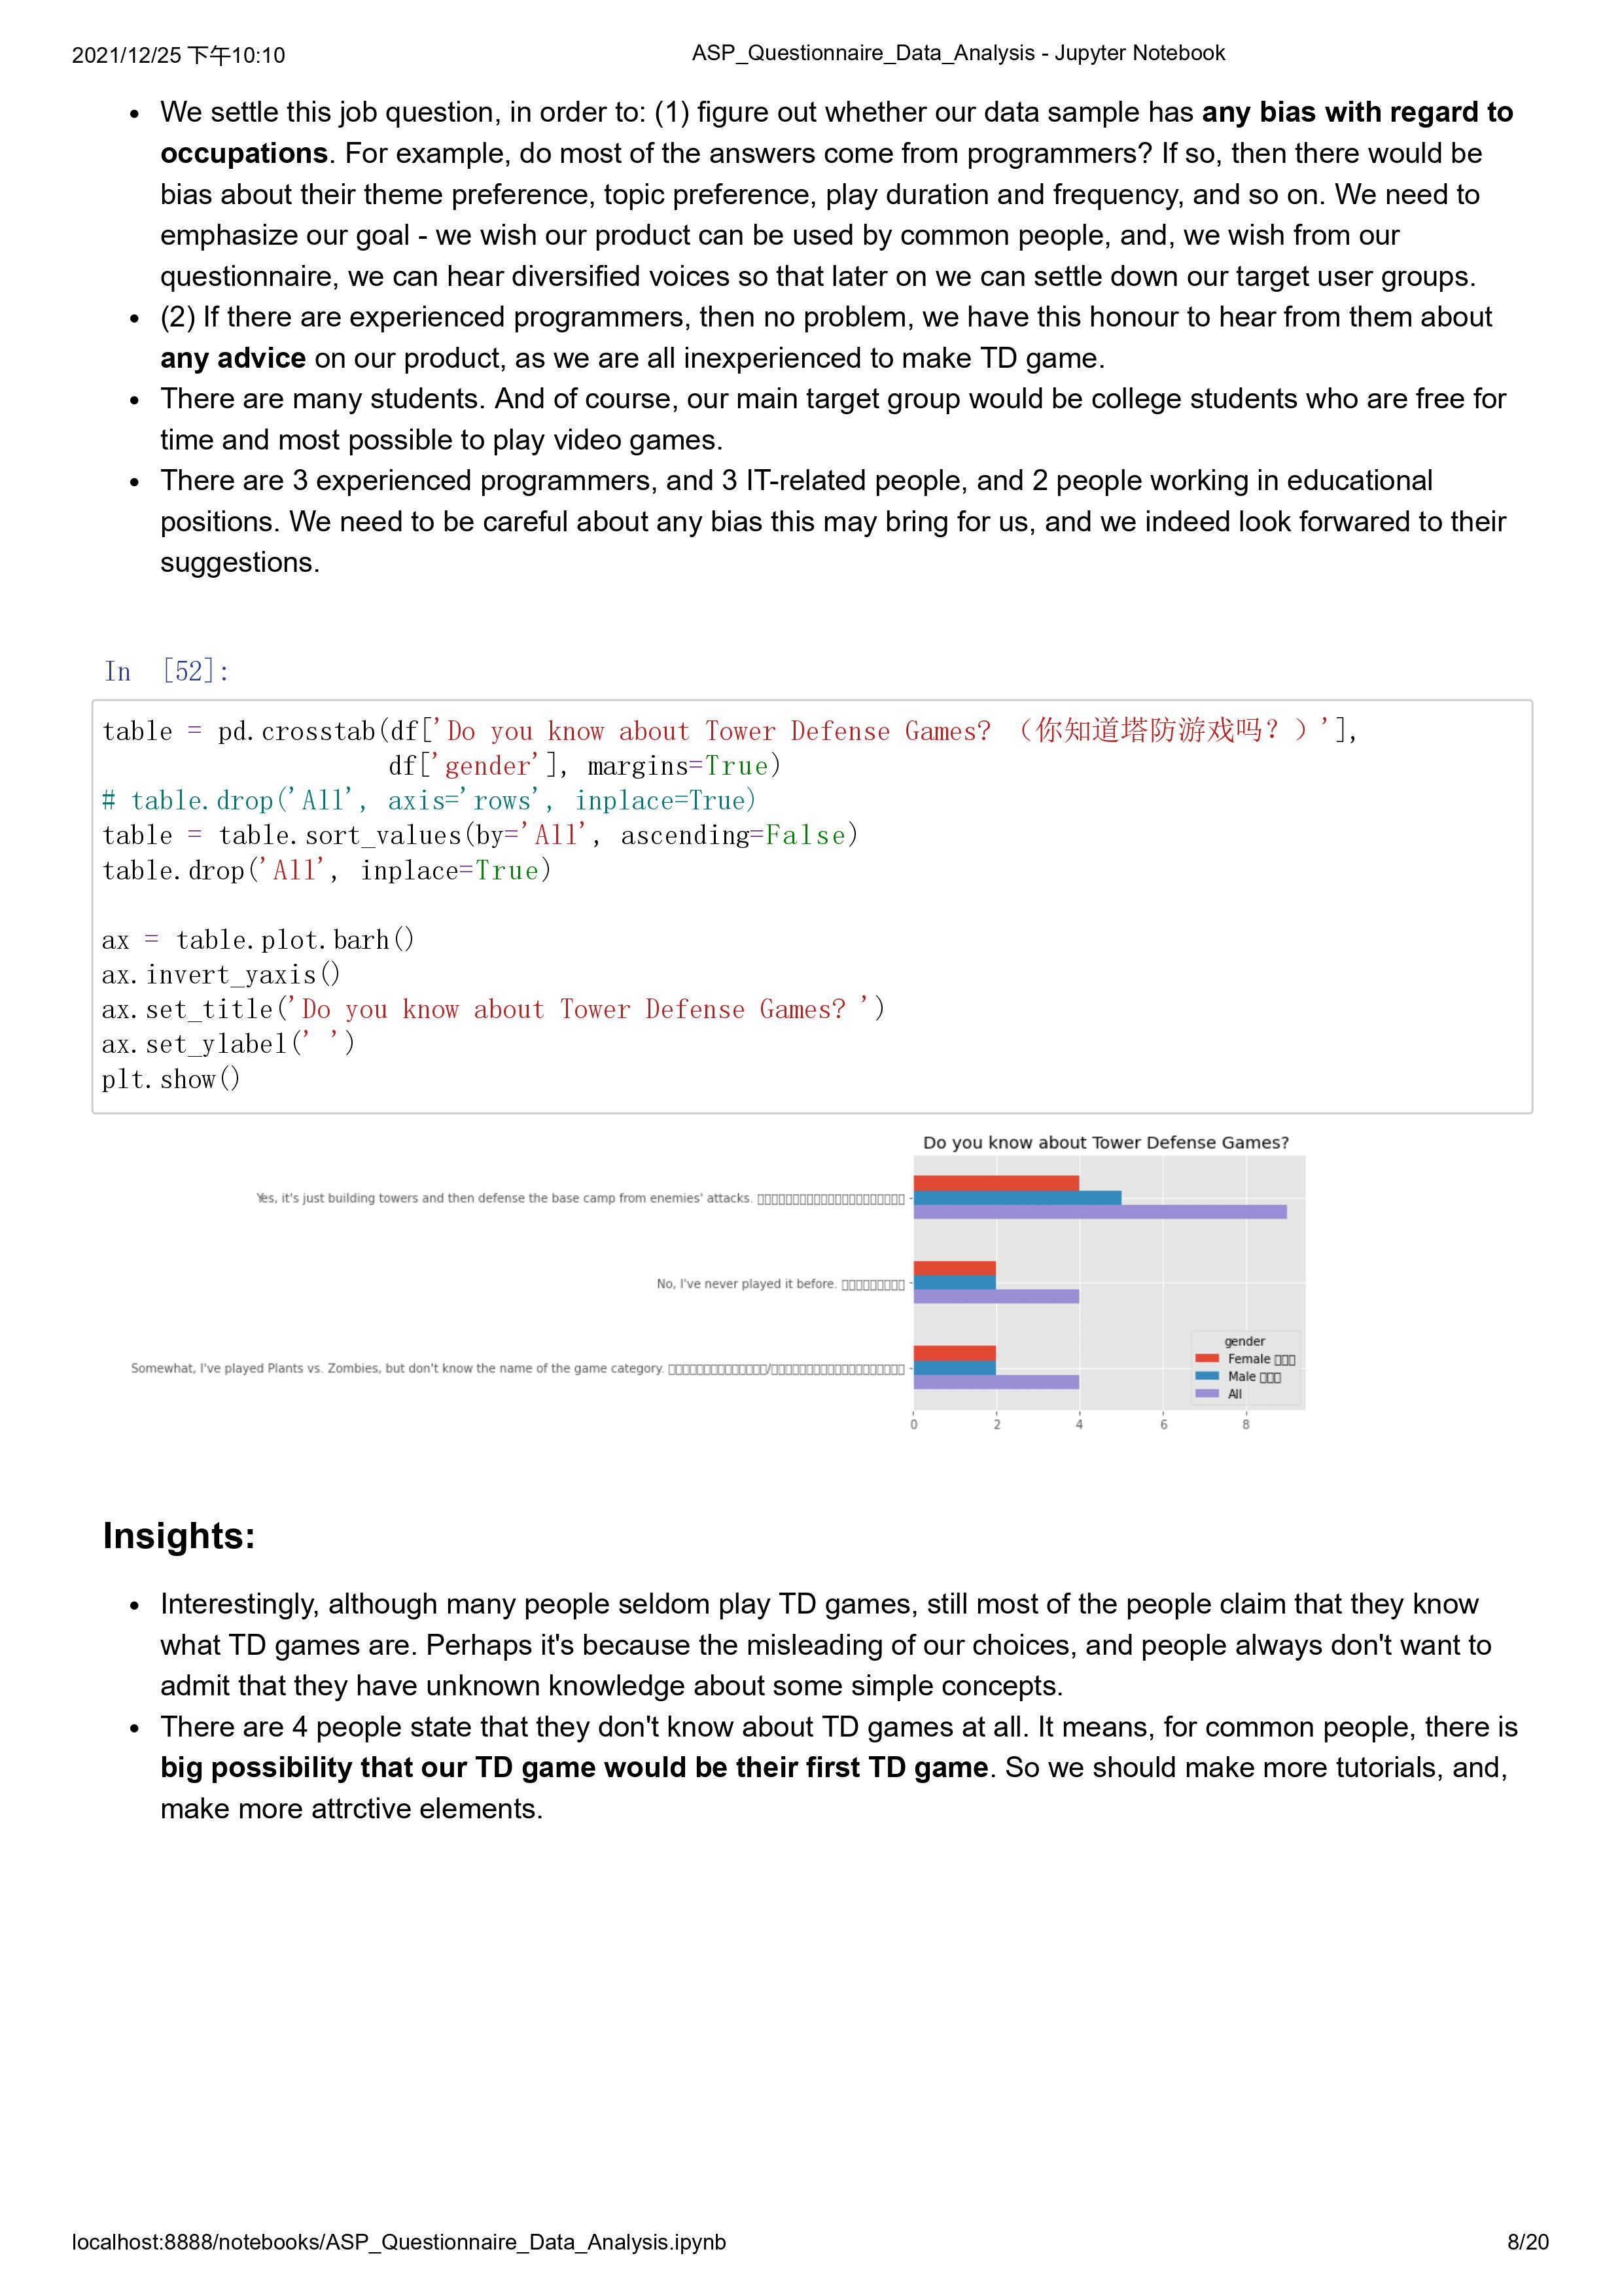 2021/12/25 下午10:10
ASP_Questionnaire_Data_Analysis - Jupyter Notebook
• We settle this job question, in order to: (1) figure out whether our data sample has any bias with regard to
occupations. For example, do most of the answers come from programmers? If so, then there would be
bias about their theme preference, topic preference, play duration and frequency, and so on. We need to
emphasize our goal - we wish our product can be used by common people, and, we wish from our
questionnaire, we can hear diversified voices so that later on we can settle down our target user groups.
• (2) If there are experienced programmers, then no problem, we have this honour to hear from them about
any advice on our product, as we are all inexperienced to make TD game.
• There are many students. And of course, our main target group would be college students who are free for
time and most possible to play video games.
• There are 3 experienced programmers, and 3 IT-related people, and 2 people working in educational
positions. We need to be careful about any bias this may bring for us, and we indeed look forwared to their
suggestions.
In [52]:
table = pd.crosstab(df['Do you know about Tower Defense Games? （你知道塔防游戏吗？）'],
df['gender'], margins=True)
# table.drop('All', axis='rows', inplace=True)
table = table.sort_values(by='All', ascending=False)
table.drop('All', inplace=True)
ax = table.plot.barh()
ax.invert_yaxis()
ax.set_title('Do you know about Tower Defense Games? ')
ax.set_ylabel(' ')
plt.show()
Do you know about Tower Defense Games?
Yes, it's just building towers and then defense the base camp from enemies' attacks.
No, I've never played it before.
Somewhat, I've played Plants vs. Zombies, but don't know the name of the game category.
gender
Female
Male
All
0 2 4 6 8
Insights:
• Interestingly, although many people seldom play TD games, still most of the people claim that they know
what TD games are. Perhaps it's because the misleading of our choices, and people always don't want to
admit that they have unknown knowledge about some simple concepts.
• There are 4 people state that they don't know about TD games at all. It means, for common people, there is
big possibility that our TD game would be their first TD game. So we should make more tutorials, and,
make more attrctive elements.
localhost:8888/notebooks/ASP_Questionnaire_Data_Analysis.ipynb
8/20